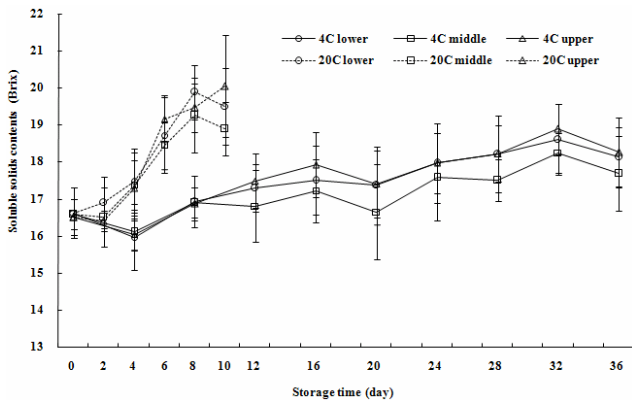 22
21
20
19
18
17
16
15
14
13
Soluble solids contents (Brix)
4C lower 4C middle 4C upper
20C lower 20C middle 20C upper
0 2 4 6 8 10 12 16 20 24 28 32 36
Storage time (day)